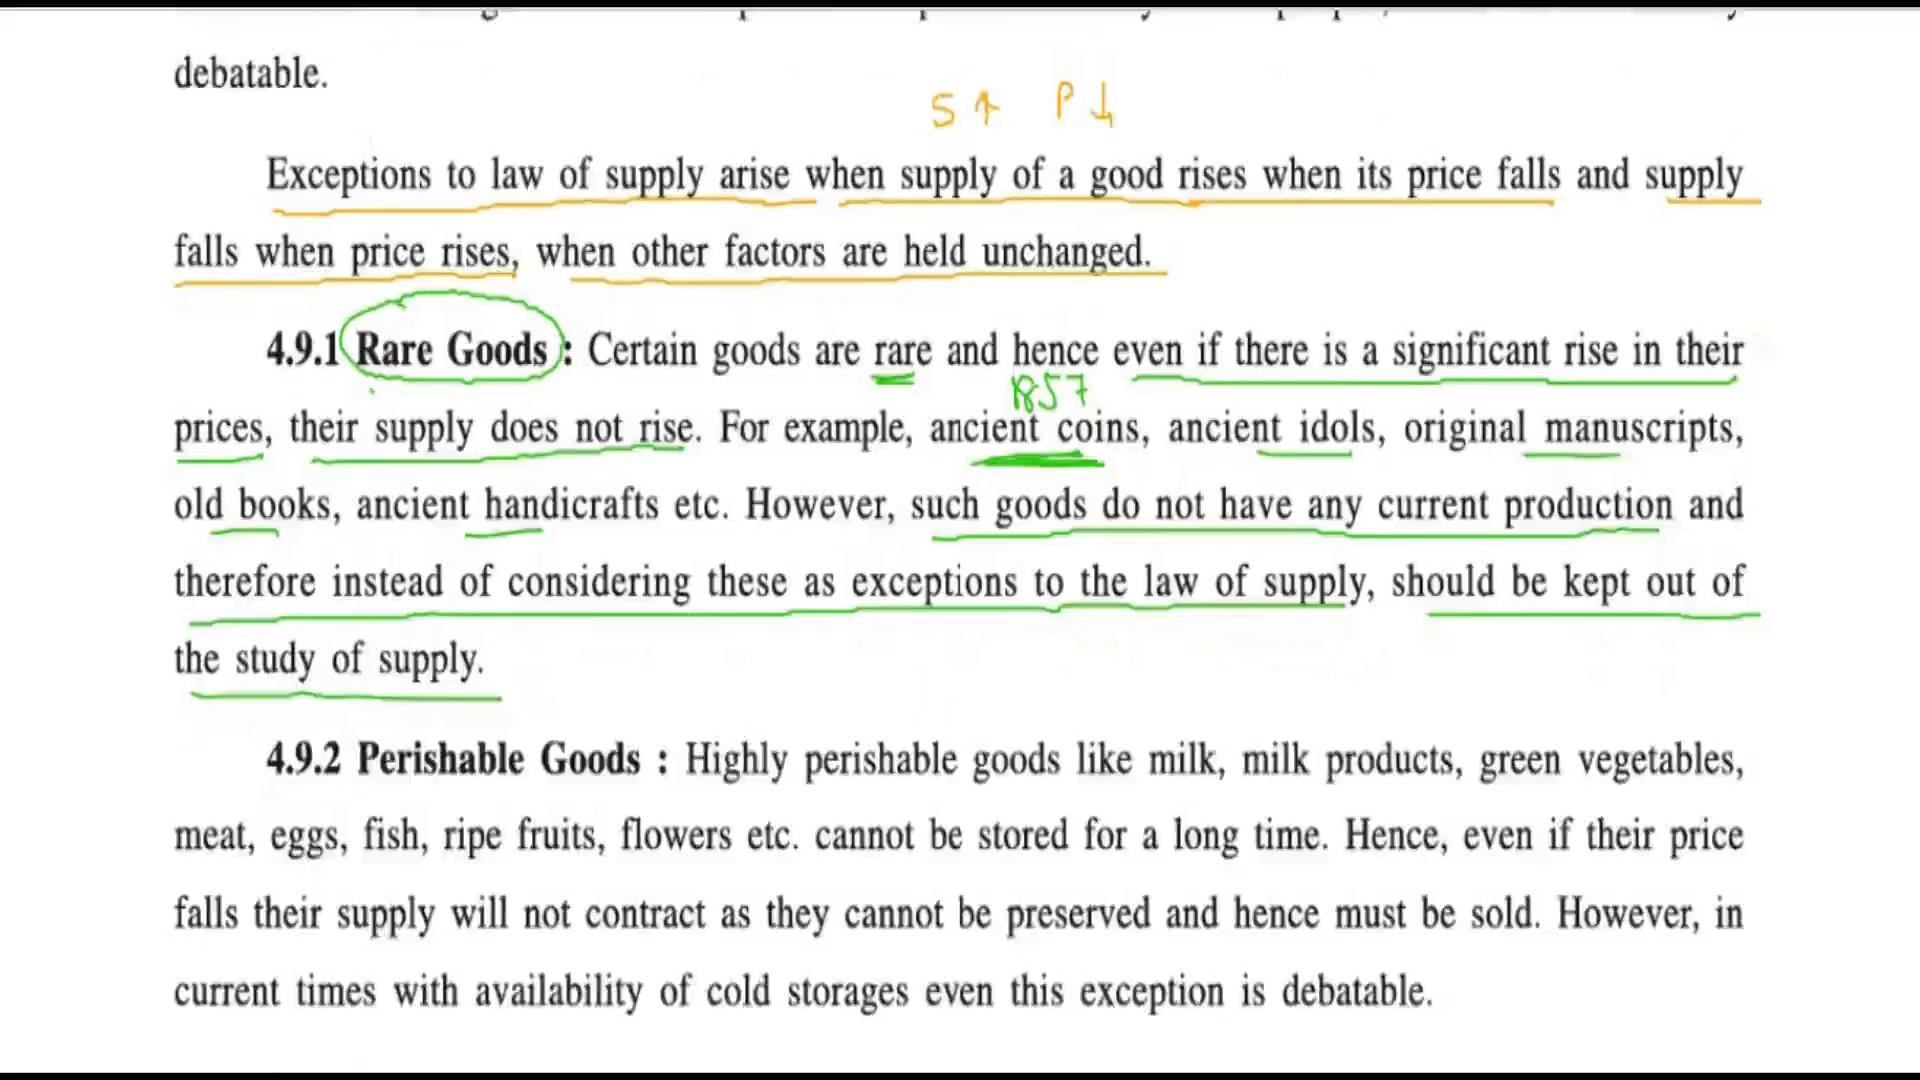 debatable.
S ↑ P ↓
Exceptions to law of supply arise when supply of a good rises when its price falls and supply
falls when price rises, when other factors are held unchanged.
4.9.1 Rare Goods : Certain goods are rare and hence even if there is a significant rise in their
1857
prices, their supply does not rise. For example, ancient coins, ancient idols, original manuscripts,
old books, ancient handicrafts etc. However, such goods do not have any current production and
therefore instead of considering these as exceptions to the law of supply, should be kept out of
the study of supply.
4.9.2 Perishable Goods : Highly perishable goods like milk, milk products, green vegetables,
meat, eggs, fish, ripe fruits, flowers etc. cannot be stored for a long time. Hence, even if their price
falls their supply will not contract as they cannot be preserved and hence must be sold. However, in
current times with availability of cold storages even this exception is debatable.